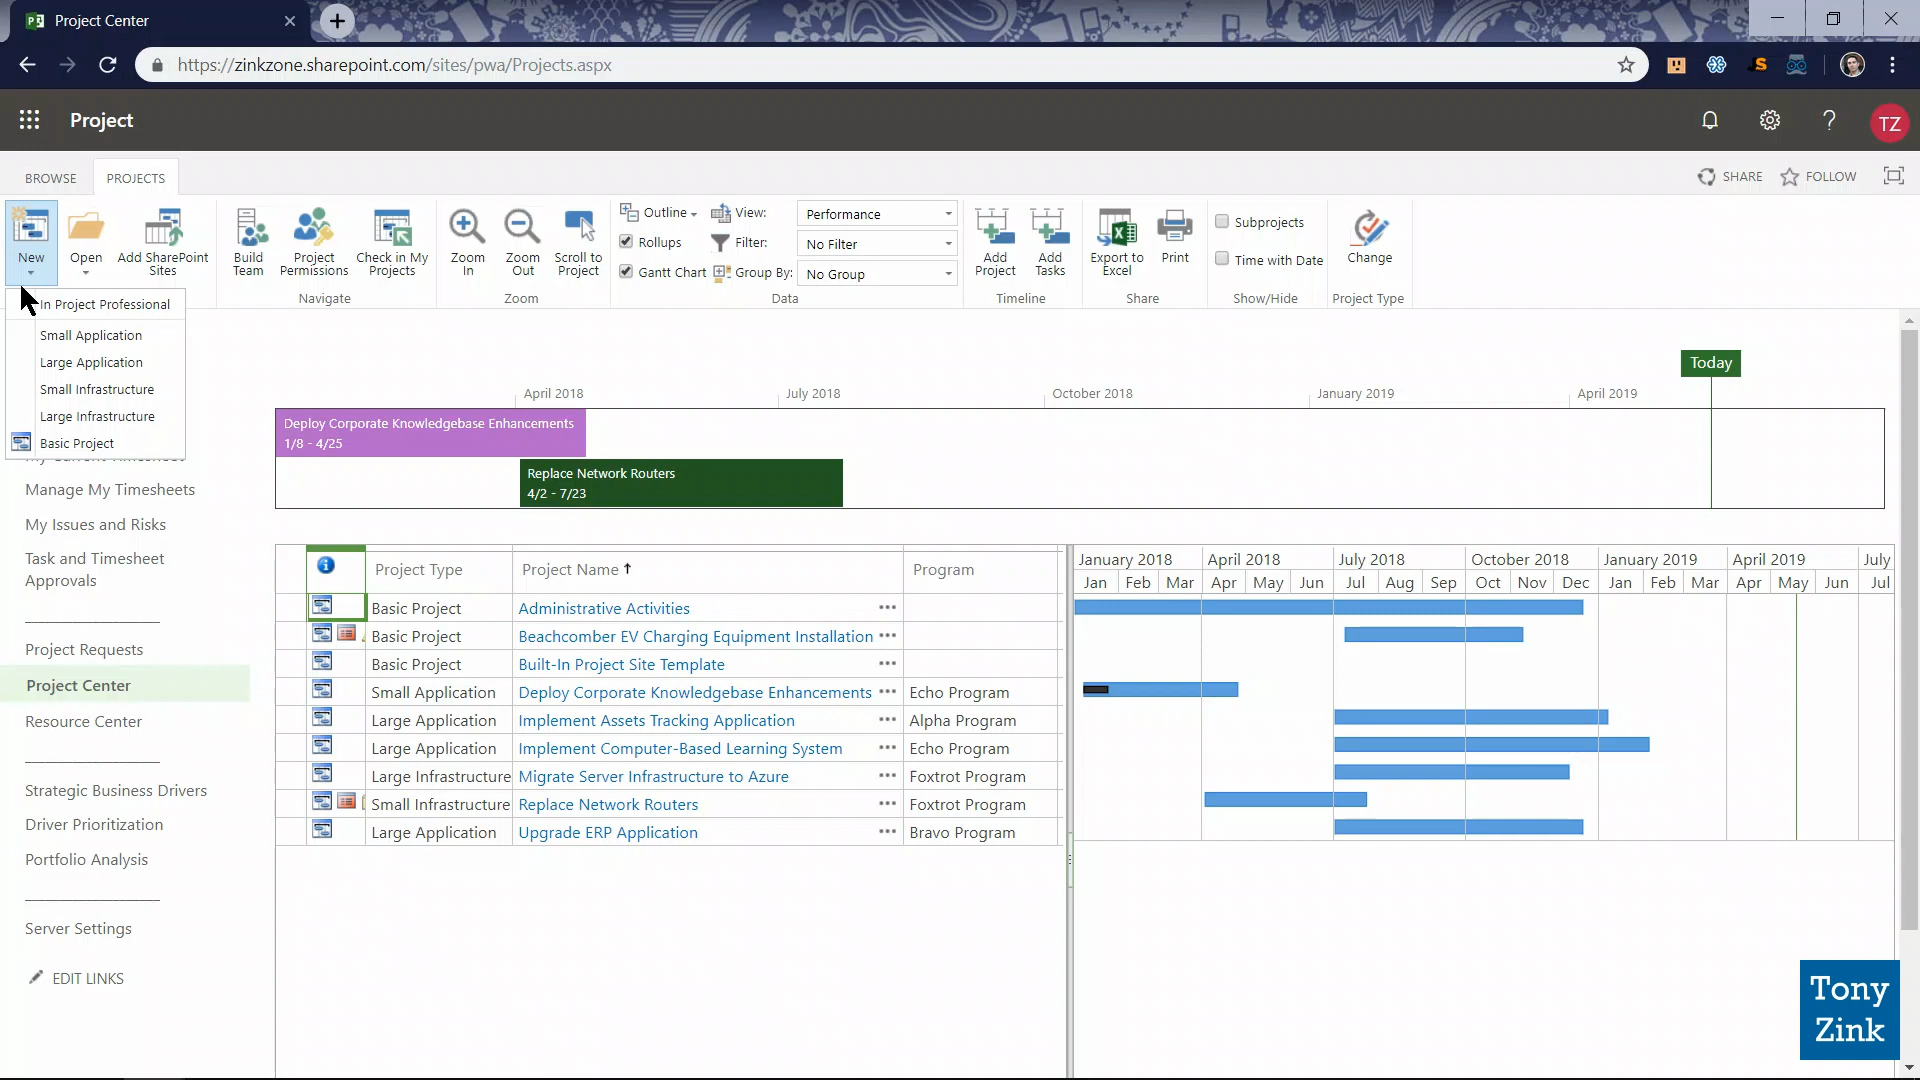 Project Center
https://zinkzone.sharepoint.com/sites/pwa/Projects.aspx
Project
TZ
BROWSE
PROJECTS
SHARE
FOLLOW
New
Open
Add SharePoint
Sites
Build
Team
Project
Permissions
Check in My
Projects
Navigate
Zoom
In
Zoom
Out
Scroll to
Project
Zoom
Outline
Rollups
Gantt Chart
View:
Filter:
Group By:
Performance
No Filter
No Group
Data
Add
Project
Add
Tasks
Timeline
Export to
Excel
Print
Share
Subprojects
Time with Date
Show/Hide
Change
Project Type
In Project Professional
Small Application
Large Application
Small Infrastructure
Large Infrastructure
Basic Project
Manage My Timesheets
My Issues and Risks
Task and Timesheet
Approvals
Project Requests
Project Center
Resource Center
Strategic Business Drivers
Driver Prioritization
Portfolio Analysis
Server Settings
EDIT LINKS
Today
April 2018 July 2018 October 2018 January 2019 April 2019
Deploy Corporate Knowledgebase Enhancements
1/8 - 4/25
Replace Network Routers
4/2 - 7/23
Project Type Project Name Program
Basic Project Administrative Activities
Basic Project Beachcomber EV Charging Equipment Installation
Basic Project Built-In Project Site Template
Small Application Deploy Corporate Knowledgebase Enhancements Echo Program
Large Application Implement Assets Tracking Application Alpha Program
Large Application Implement Computer-Based Learning System Echo Program
Large Infrastructure Migrate Server Infrastructure to Azure Foxtrot Program
Small Infrastructure Replace Network Routers Foxtrot Program
Large Application Upgrade ERP Application Bravo Program
January 2018 April 2018 July 2018 October 2018 January 2019 April 2019 July
Jan Feb Mar Apr May Jun Jul Aug Sep Oct Nov Dec Jan Feb Mar Apr May Jun Jul
Tony
Zink